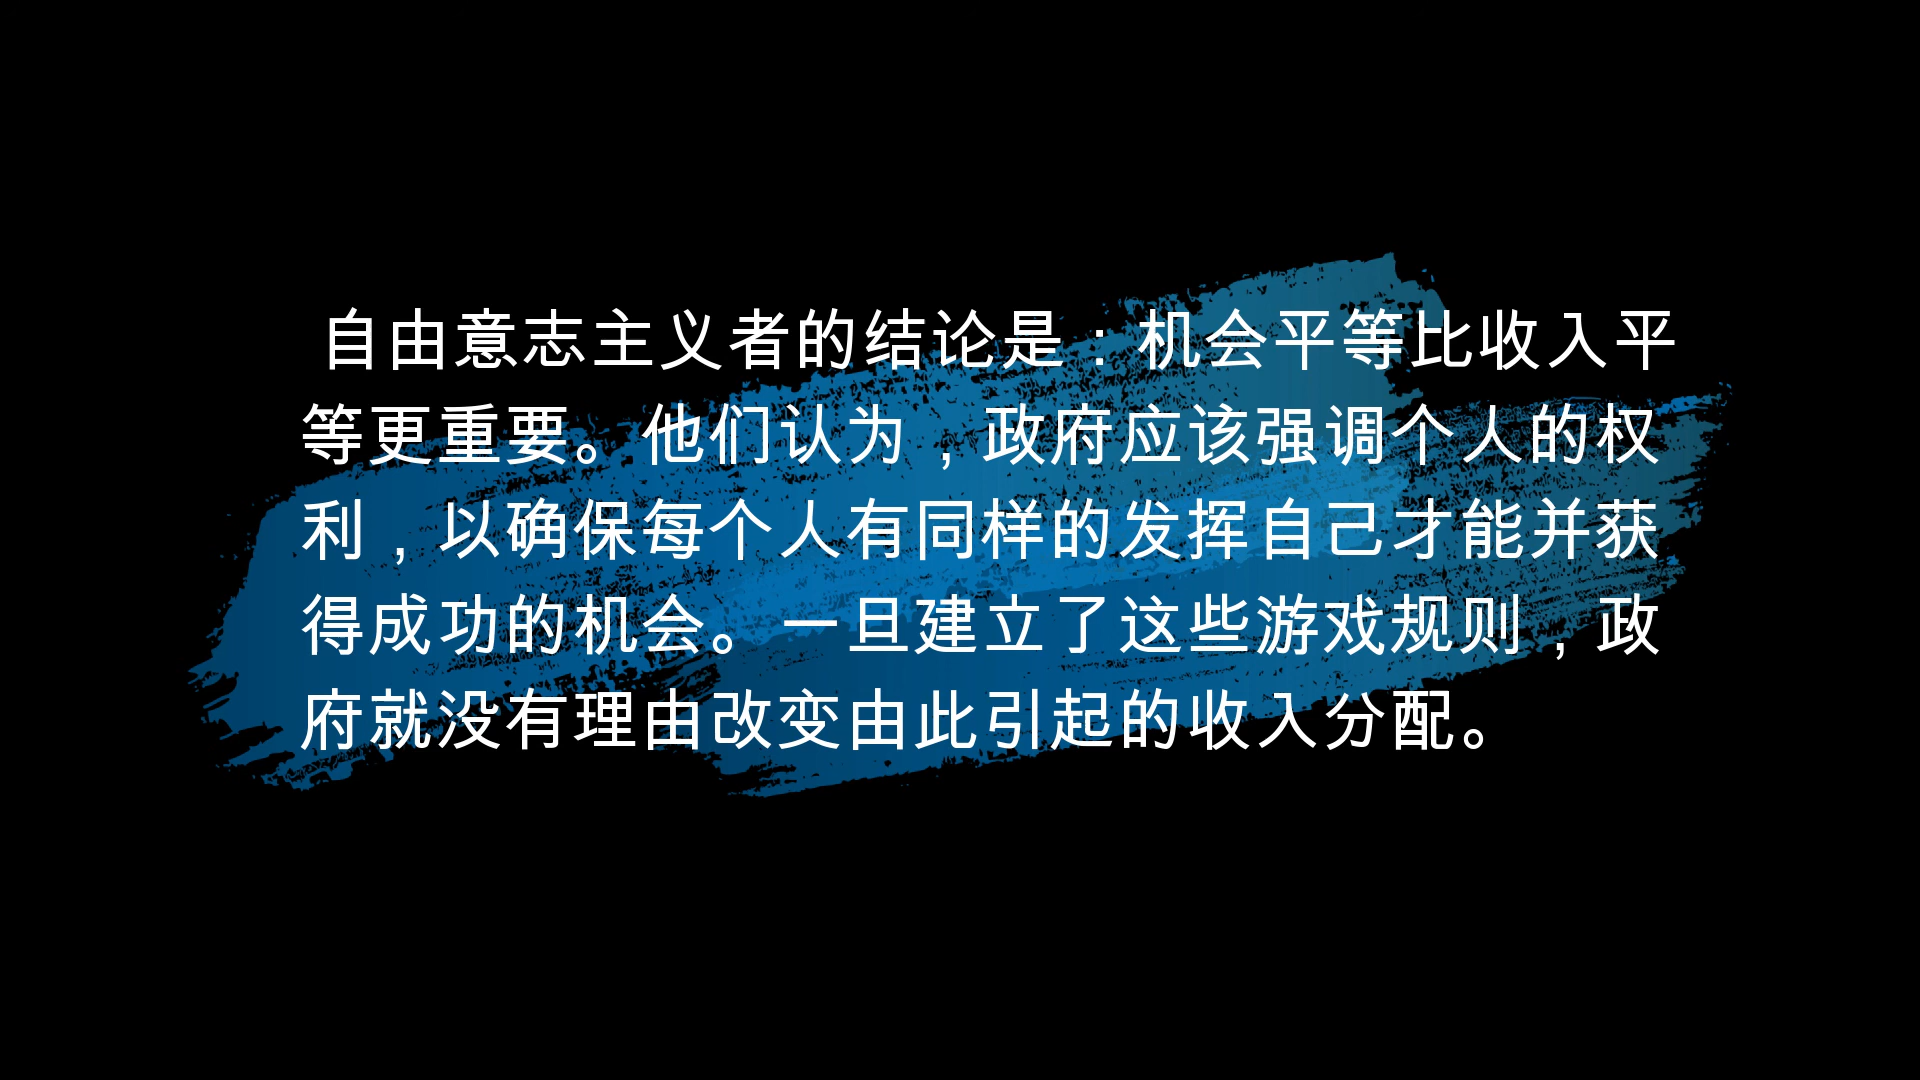 自由意志主义者的结论是：机会平等比收入平
等更重要。他们认为，政府应该强调个人的权
利，以确保每个人有同样的发挥自己才能并获
得成功的机会。一旦建立了这些游戏规则，政
府就没有理由改变由此引起的收入分配。